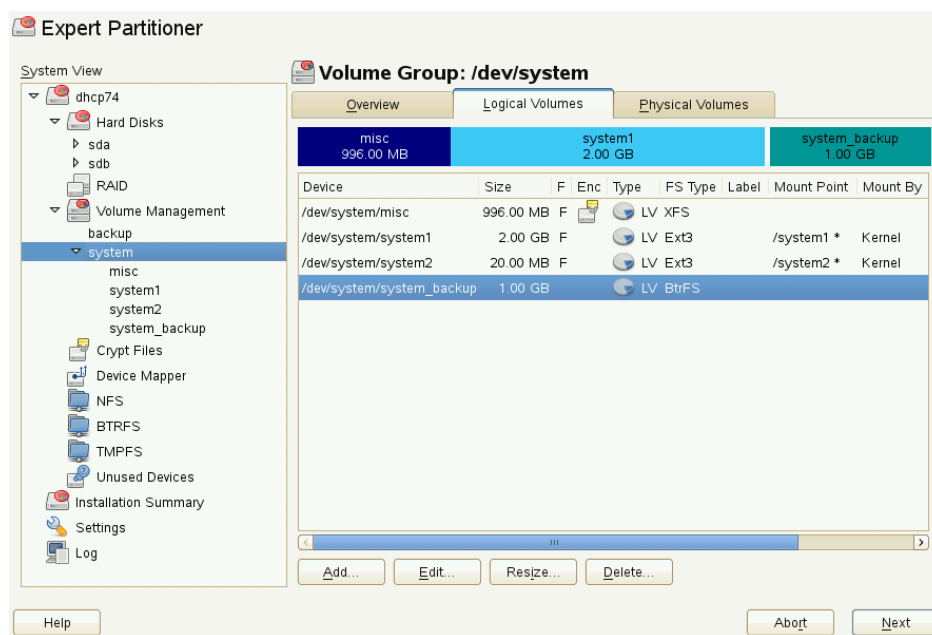 Expert Partitioner
System View
dhcp74
Hard Disks
sda
sdb
RAID
Volume Management
backup
system
misc
system1
system2
system_backup
Crypt Files
Device Mapper
NFS
BTRFS
TMPFS
Unused Devices
Installation Summary
Settings
Log
Volume Group: /dev/system
Overview Logical Volumes Physical Volumes
misc system1 system_backup
996.00 MB 2.00 GB 1.00 GB
Device Size F Enc Type FS Type Label Mount Point Mount By
/dev/system/misc 996.00 MB F LV XFS
/dev/system/system1 2.00 GB F LV Ext3 /system1 * Kernel
/dev/system/system2 20.00 MB F LV Ext3 /system2 * Kernel
/dev/system/system_backup 1.00 GB LV BtrFS
Add... Edit... Resize... Delete...
Help Abort Next